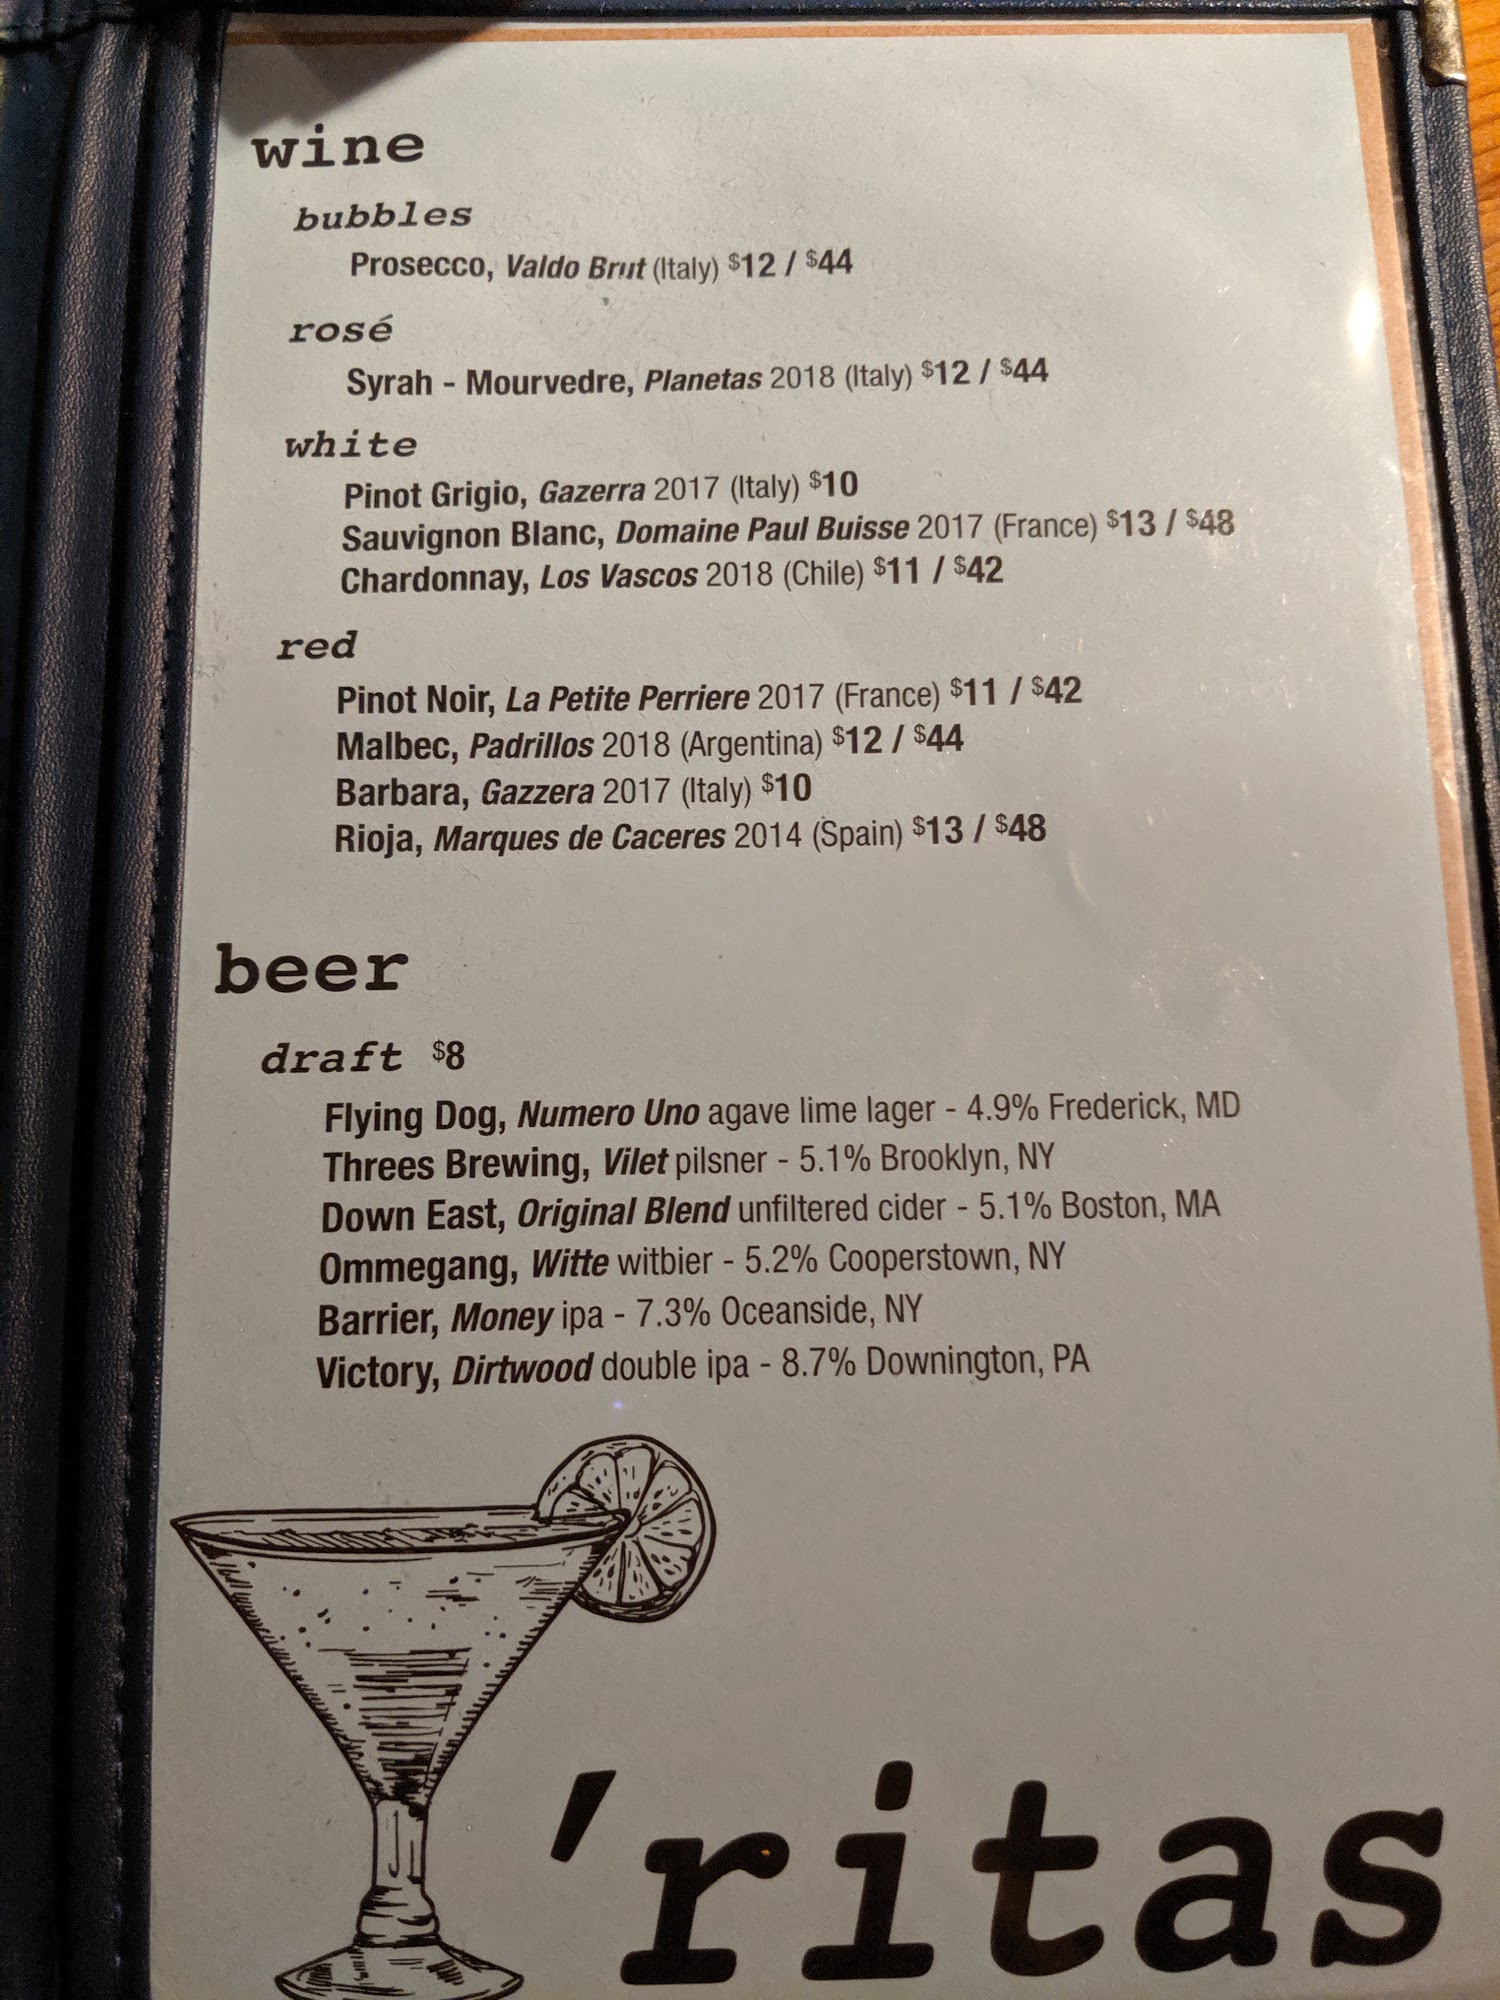 wine
bubbles
Prosecco, Valdo Brut (Italy) $12 / $44
rosé
Syrah - Mourvedre, Planetas 2018 (Italy) $12 / $44
white
Pinot Grigio, Gazerra 2017 (Italy) $10
Sauvignon Blanc, Domaine Paul Buisse 2017 (France) $13 / $48
Chardonnay, Los Vascos 2018 (Chile) $11 / $42
red
Pinot Noir, La Petite Perriere 2017 (France) $11 / $42
Malbec, Padrillos 2018 (Argentina) $12 / $44
Barbara, Gazzera 2017 (Italy) $10
Rioja, Marques de Caceres 2014 (Spain) $13 / $48
beer
draft $8
Flying Dog, Numero Uno agave lime lager - 4.9% Frederick, MD
Threes Brewing, Vilet pilsner - 5.1% Brooklyn, NY
Down East, Original Blend unfiltered cider - 5.1% Boston, MA
Ommegang, Witte witbier - 5.2% Cooperstown, NY
Barrier, Money ipa - 7.3% Oceanside, NY
Victory, Dirtwood double ipa - 8.7% Downington, PA
'ritas